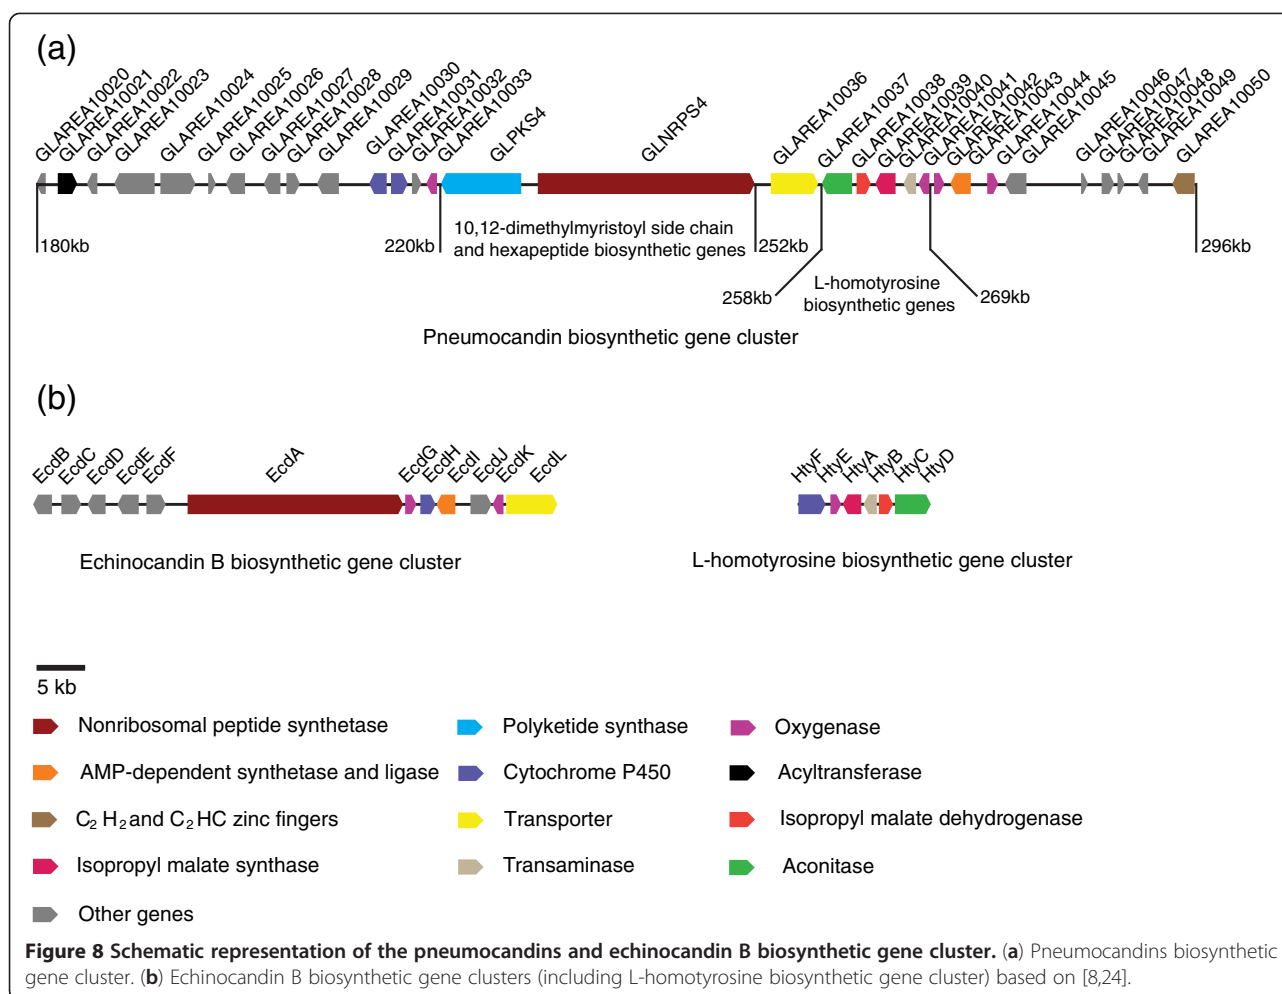 (a)
GLAREA10020
GLAREA10021
GLAREA10022
GLAREA10023
GLAREA10024
GLAREA10025
GLAREA10026
GLAREA10027
GLAREA10028
GLAREA10029
GLAREA10030
GLAREA10031
GLAREA10032
GLAREA10033
GLPKS4
GLNRPS4
GLAREA10036
GLAREA10037
GLAREA10038
GLAREA10039
GLAREA10040
GLAREA10041
GLAREA10042
GLAREA10043
GLAREA10044
GLAREA10045
GLAREA10046
GLAREA10047
GLAREA10048
GLAREA10049
GLAREA10050
180kb
220kb
10,12-dimethylmyristoyl side chain
and hexapeptide biosynthetic genes
252kb
258kb
L-homotyrosine
biosynthetic genes
269kb
296kb
Pneumocandin biosynthetic gene cluster
(b)
EcdB
EcdC
EcdD
EcdE
EcdF
EcdA
EcdG
EcdH
EcdI
EcdJ
EcdK
EcdL
HtyF
HtyE
HtyA
HtyB
HtyC
HtyD
Echinocandin B biosynthetic gene cluster
L-homotyrosine biosynthetic gene cluster
5 kb
Nonribosomal peptide synthetase
Polyketide synthase
Oxygenase
AMP-dependent synthetase and ligase
Cytochrome P450
Acyltransferase
C2 H2 and C2HC zinc fingers
Transporter
Isopropyl malate dehydrogenase
Isopropyl malate synthase
Transaminase
Aconitase
Other genes
Figure 8 Schematic representation of the pneumocandins and echinocandin B biosynthetic gene cluster. (a) Pneumocandins biosynthetic
gene cluster. (b) Echinocandin B biosynthetic gene clusters (including L-homotyrosine biosynthetic gene cluster) based on [8,24].